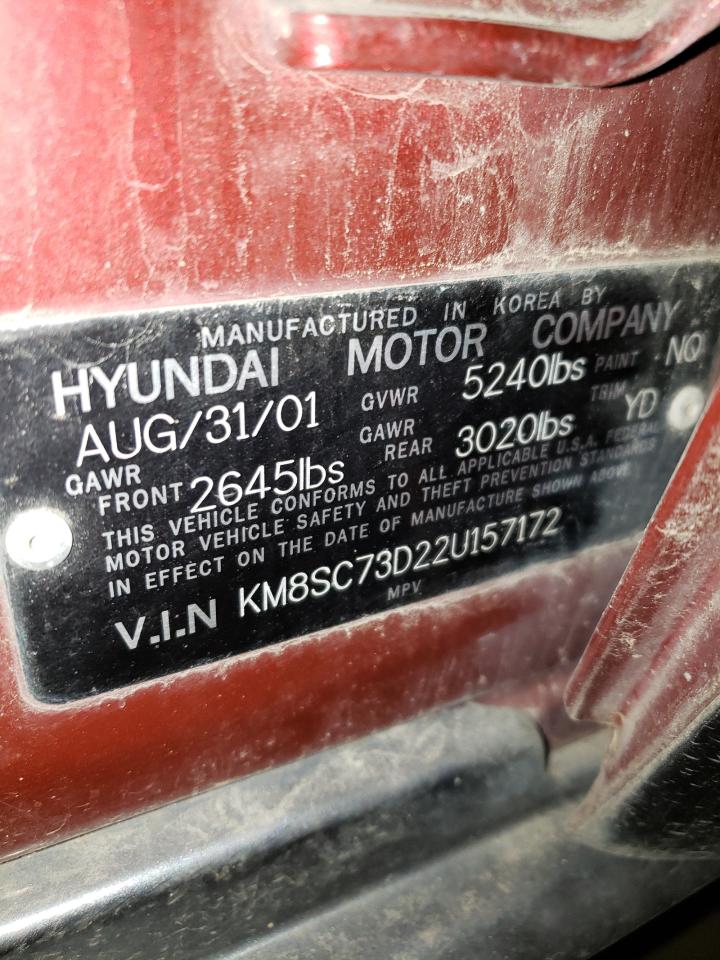 MANUFACTURED IN KOREA BY
HYUNDAI MOTOR COMPANY
AUG/31/01 GVWR 5240lbs PAINT NO
GAWR FRONT 2645lbs GAWR REAR 3020lbs TRIM YD
THIS VEHICLE CONFORMS TO ALL APPLICABLE U.S.A. FEDERAL
MOTOR VEHICLE SAFETY AND THEFT PREVENTION STANDARDS
IN EFFECT ON THE DATE OF MANUFACTURE SHOWN ABOVE
V.I.N KM8SC73D22U157172
MPV